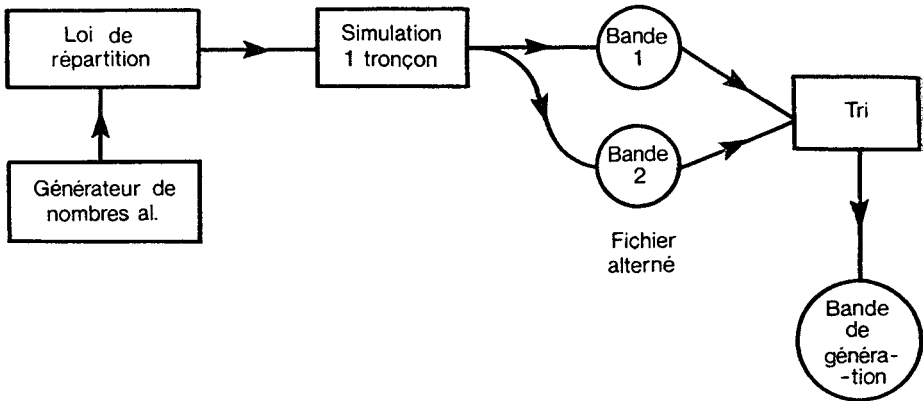 Loi de
répartition
Générateur de
nombres al.
Simulation
1 tronçon
Bande
1
Bande
2
Fichier
alterné
Tri
Bande
de
généra-
-tion